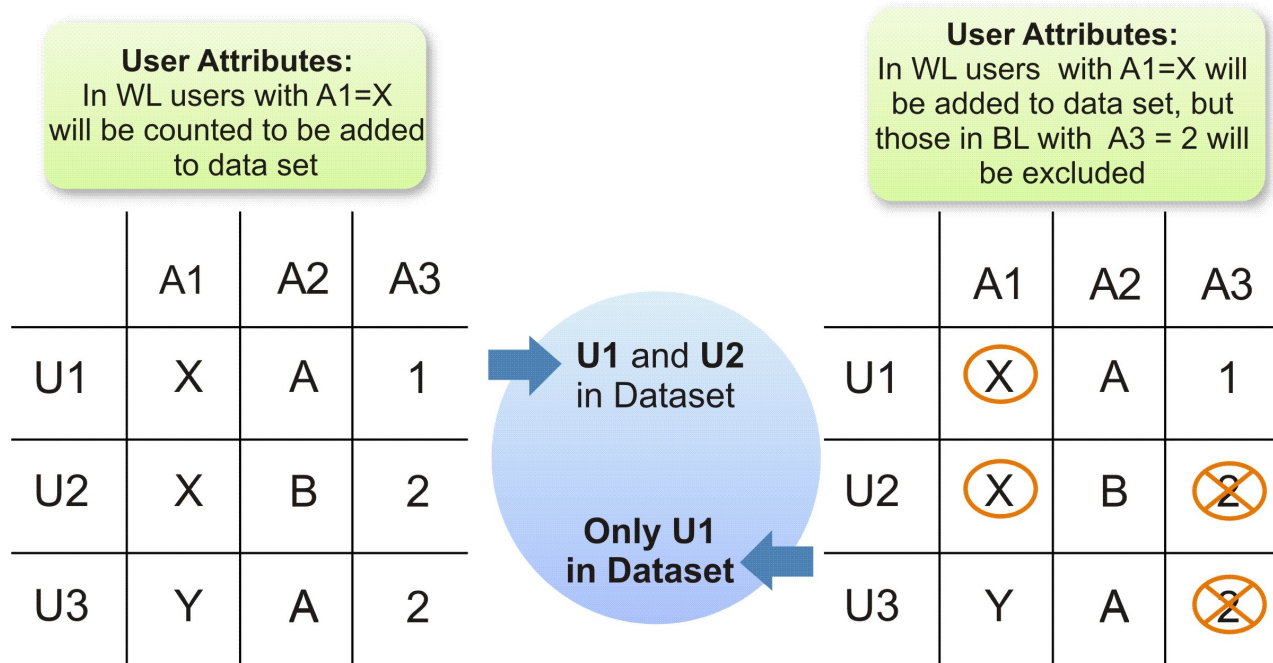 User Attributes:
In WL users with A1=X
will be counted to be added
to data set
A1 A2 A3
U1 X A 1
U2 X B 2
U3 Y A 2
U1 and U2
in Dataset
Only U1
in Dataset
User Attributes:
In WL users with A1=X will
be added to data set, but
those in BL with A3 = 2 will
be excluded
A1 A2 A3
U1 X A 1
U2 X B 2
U3 Y A 2